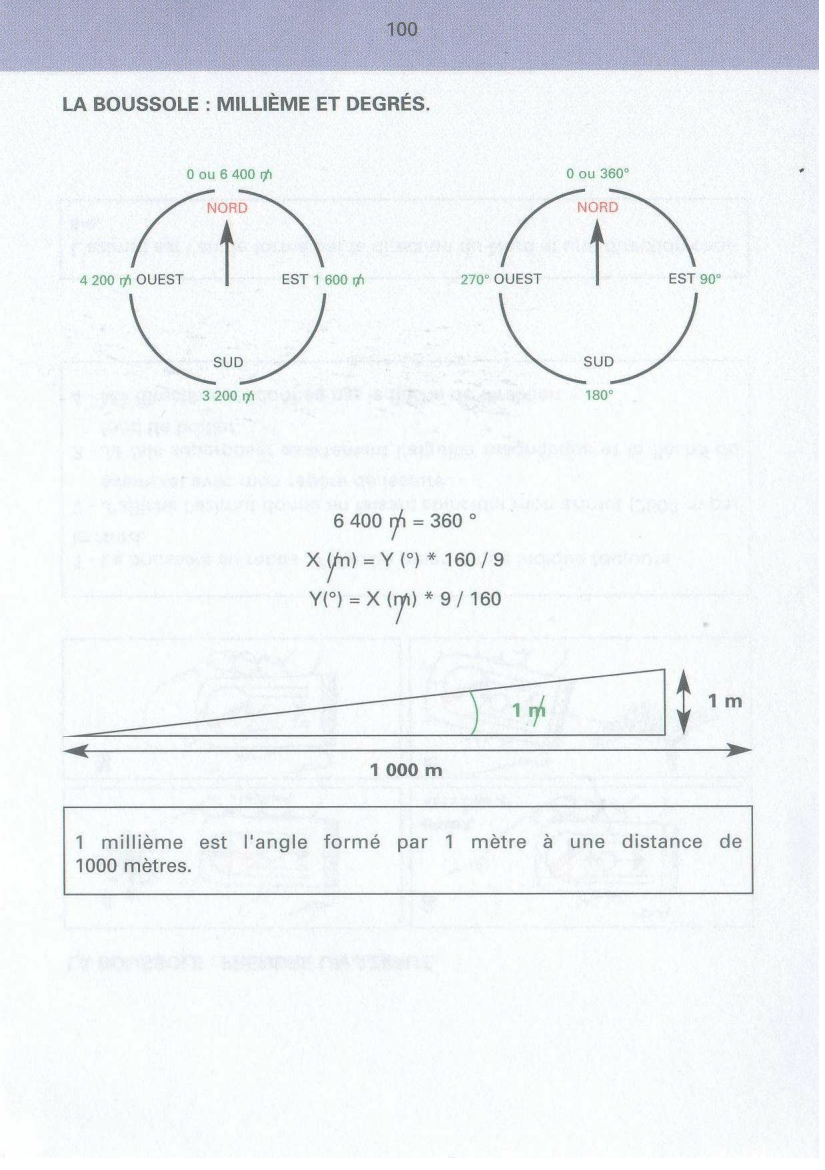 100
LA BOUSSOLE : MILLIÈME ET DEGRÉS.
0 ou 6 400 m̸
NORD
4 200 m̸ OUEST
EST 1 600 m̸
SUD
3 200 m̸
0 ou 360°
NORD
270° OUEST
EST 90°
SUD
180°
6 400 m̸ = 360 °
X (m̸) = Y (°) * 160 / 9
Y(°) = X (m̸) * 9 / 160
1 m̸
1 m
1 000 m
1 millième est l'angle formé par 1 mètre à une distance de
1000 mètres.